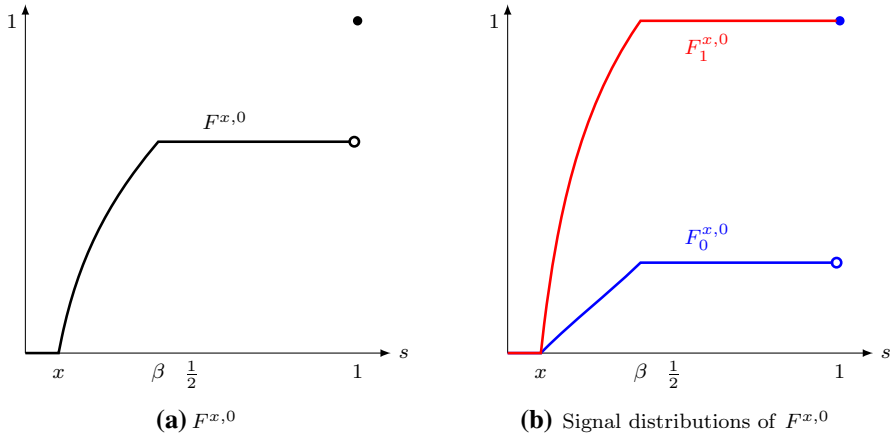 1
F^{x,0}
x β 1/2 1 s
(a) F^{x,0}
1
F_1^{x,0}
F_0^{x,0}
x β 1/2 1 s
(b) Signal distributions of F^{x,0}